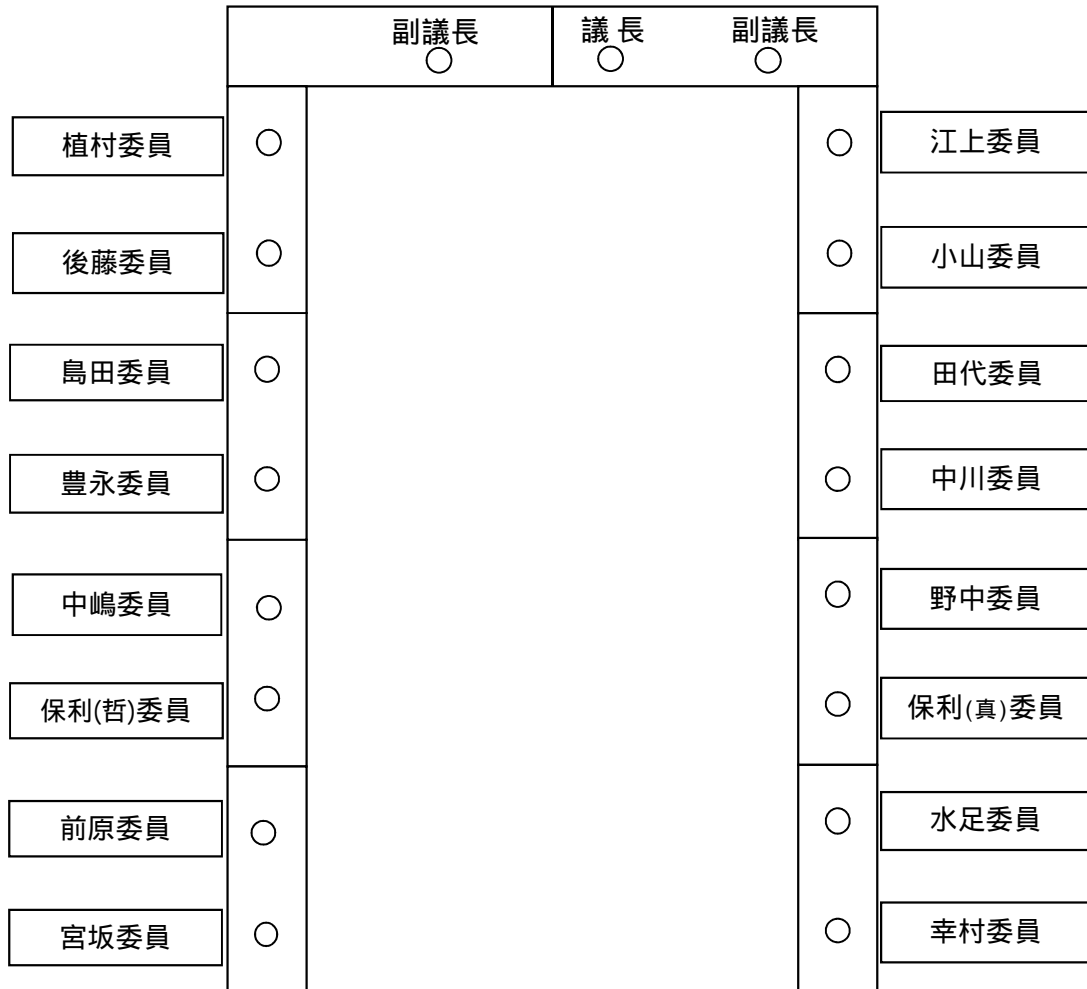 副議長 議長 副議長
植村委員 江上委員
後藤委員 小山委員
島田委員 田代委員
豊永委員 中川委員
中嶋委員 野中委員
保利(哲)委員 保利(真)委員
前原委員 水足委員
宮坂委員 幸村委員